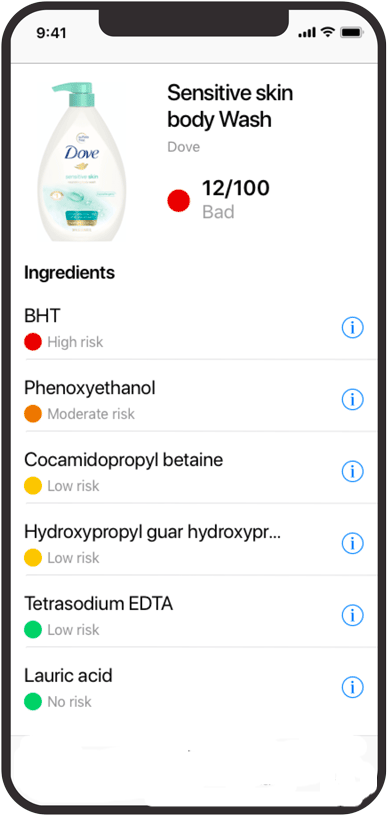 9:41
Sensitive skin
body Wash
Dove
12/100
Bad
Dove
sensitive skin
Ingredients
BHT
High risk
Phenoxyethanol
Moderate risk
Cocamidopropyl betaine
Low risk
Hydroxypropyl guar hydroxypr...
Low risk
Tetrasodium EDTA
Low risk
Lauric acid
No risk